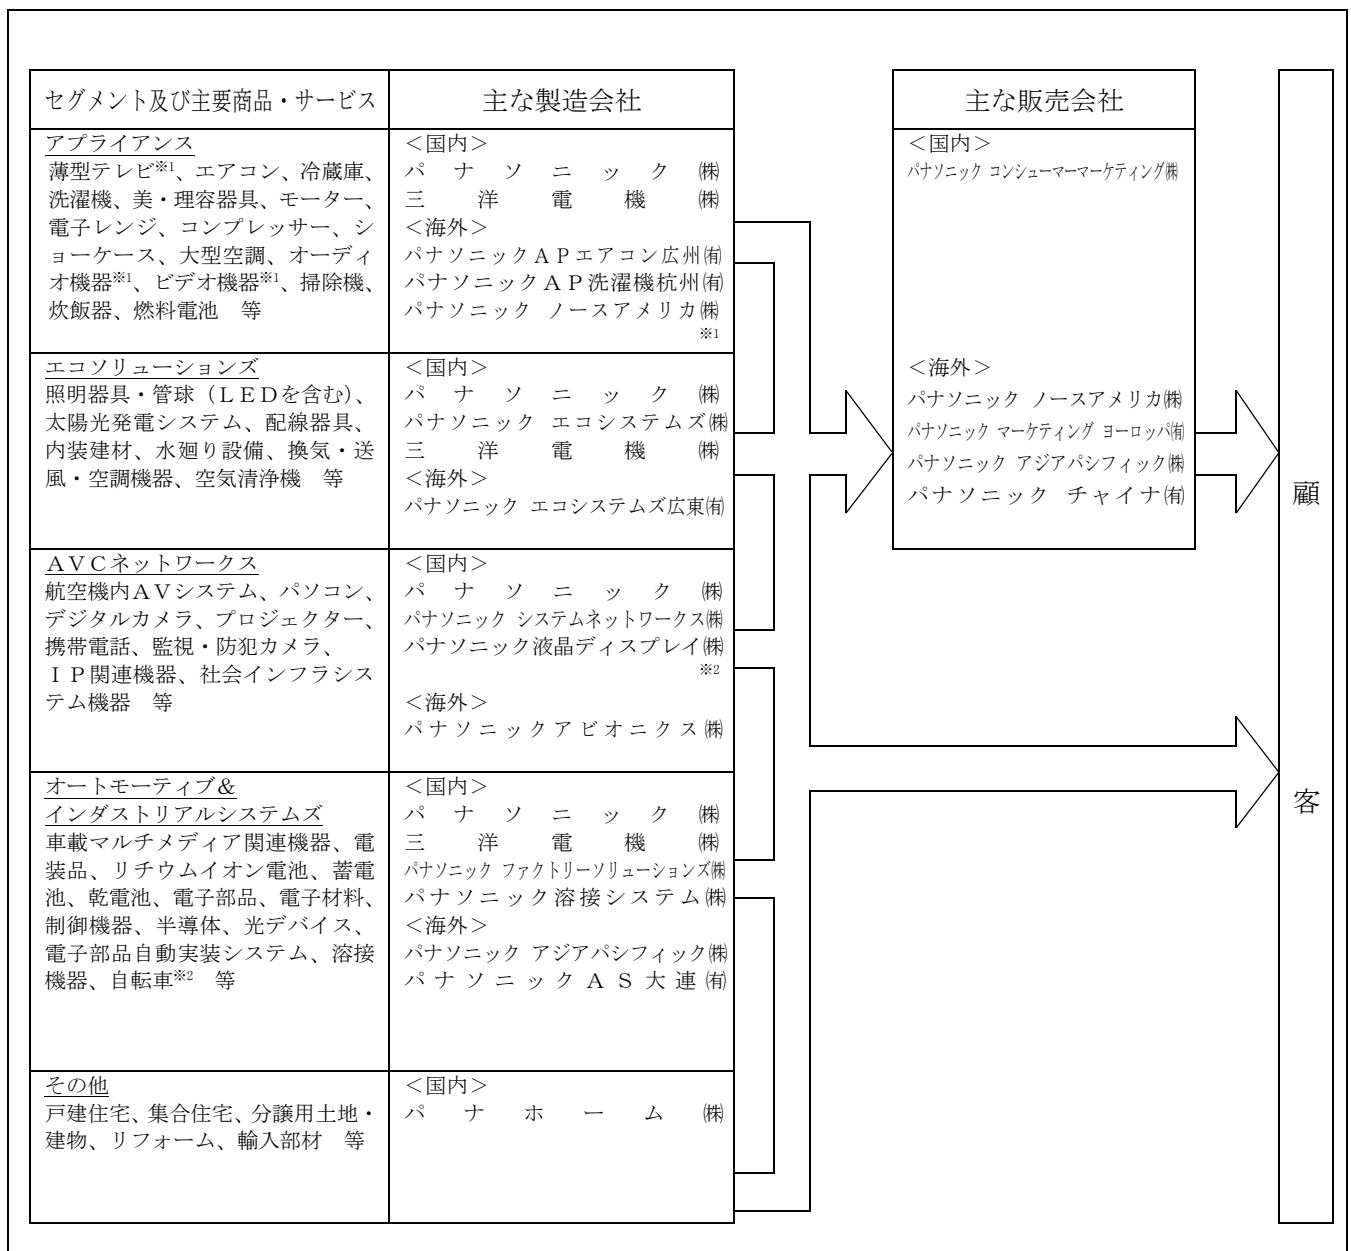 セグメント及び主要商品・サービス
主な製造会社
アプライアンス
薄型テレビ※1、エアコン、冷蔵庫、
洗濯機、美・理容器具、モーター、
電子レンジ、コンプレッサー、シ
ョーケース、大型空調、オーディ
オ機器※1、ビデオ機器※1、掃除機、
炊飯器、燃料電池　等
＜国内＞
パナソニック㈱
三洋電機㈱
＜海外＞
パナソニックＡＰエアコン広州㈲
パナソニックＡＰ洗濯機杭州㈲
パナソニック ノースアメリカ㈱
※1
エコソリューションズ
照明器具・管球（ＬＥＤを含む）、
太陽光発電システム、配線器具、
内装建材、水廻り設備、換気・送
風・空調機器、空気清浄機　等
＜国内＞
パナソニック㈱
パナソニック エコシステムズ㈱
三洋電機㈱
＜海外＞
パナソニック エコシステムズ広東㈲
ＡＶＣネットワークス
航空機内ＡＶシステム、パソコン、
デジタルカメラ、プロジェクター、
携帯電話、監視・防犯カメラ、
ＩＰ関連機器、社会インフラシス
テム機器　等
＜国内＞
パナソニック㈱
パナソニック システムネットワークス㈱
パナソニック液晶ディスプレイ㈱
※2
＜海外＞
パナソニックアビオニクス㈱
オートモーティブ＆
インダストリアルシステムズ
車載マルチメディア関連機器、電
装品、リチウムイオン電池、蓄電
池、乾電池、電子部品、電子材料、
制御機器、半導体、光デバイス、
電子部品自動実装システム、溶接
機器、自転車※2　等
＜国内＞
パナソニック㈱
三洋電機㈱
パナソニック ファクトリーソリューションズ㈱
パナソニック溶接システム㈱
＜海外＞
パナソニック アジアパシフィック㈱
パナソニックＡＳ大連㈲
その他
戸建住宅、集合住宅、分譲用土地・
建物、リフォーム、輸入部材　等
＜国内＞
パナホーム㈱
主な販売会社
＜国内＞
パナソニック コンシューマーマーケティング㈱
＜海外＞
パナソニック ノースアメリカ㈱
パナソニック マーケティング ヨーロッパ㈲
パナソニック アジアパシフィック㈱
パナソニック チャイナ㈲
顧
客